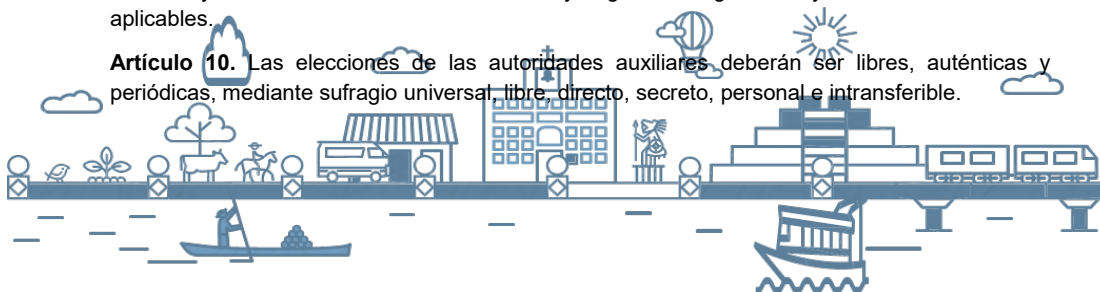 aplicables.
Artículo 10. Las elecciones de las autoridades auxiliares deberán ser libres, auténticas y
periódicas, mediante sufragio universal, libre, directo, secreto, personal e intransferible.